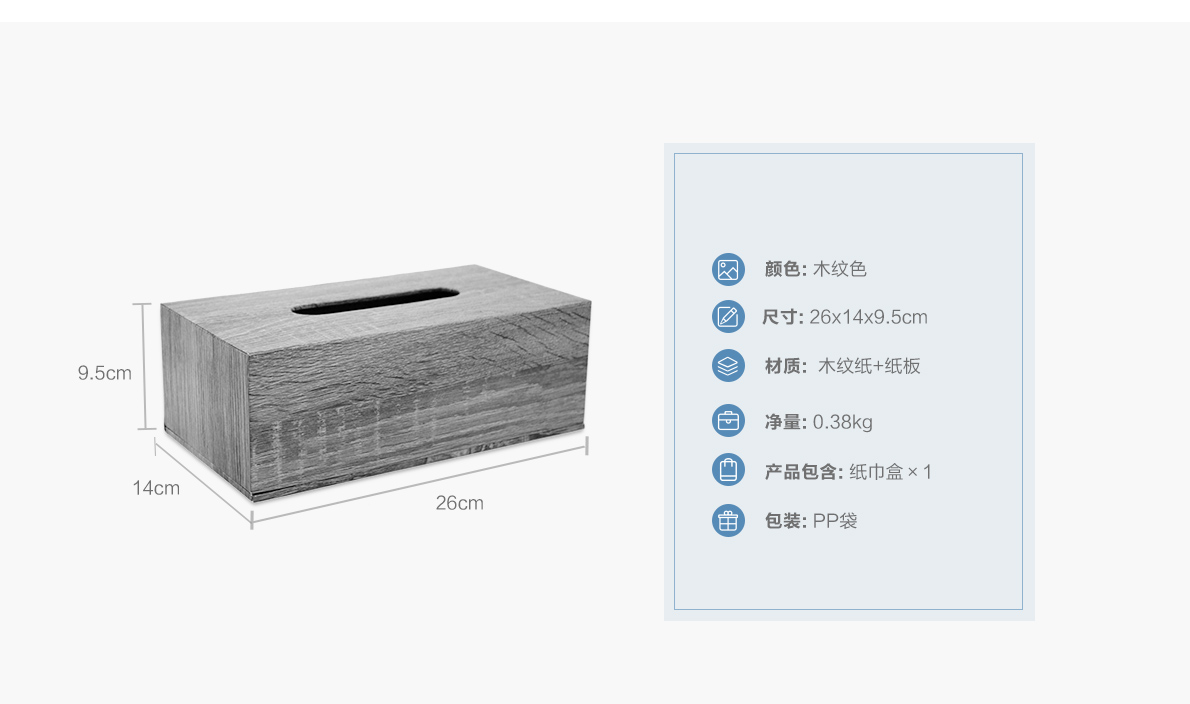 9.5cm
14cm
26cm
颜色: 木纹色
尺寸: 26x14x9.5cm
材质: 木纹纸+纸板
净量: 0.38kg
产品包含: 纸巾盒×1
包装: PP袋